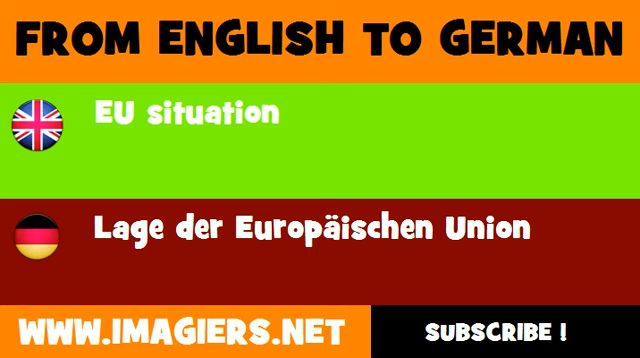 FROM ENGLISH TO GERMAN
EU situation
Lage der Europäischen Union
WWW.IMAGIERS.NET
SUBSCRIBE !